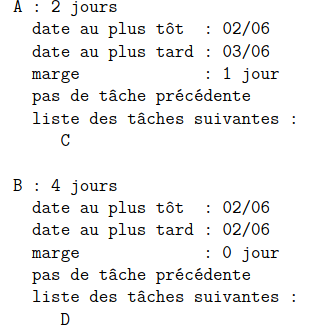 A : 2 jours
date au plus tôt : 02/06
date au plus tard : 03/06
marge : 1 jour
pas de tâche précédente
liste des tâches suivantes :
C
B : 4 jours
date au plus tôt : 02/06
date au plus tard : 02/06
marge : 0 jour
pas de tâche précédente
liste des tâches suivantes :
D